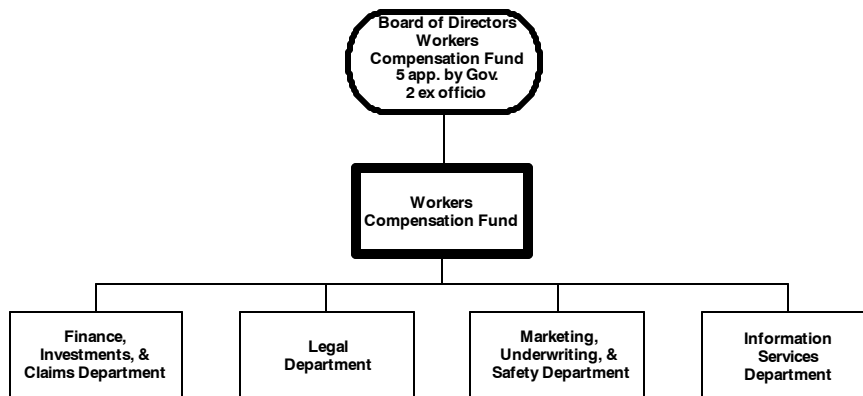 Board of Directors
Workers
Compensation Fund
5 app. by Gov.
2 ex officio
Workers
Compensation Fund
Finance,
Investments, &
Claims Department
Legal
Department
Marketing,
Underwriting, &
Safety Department
Information
Services
Department